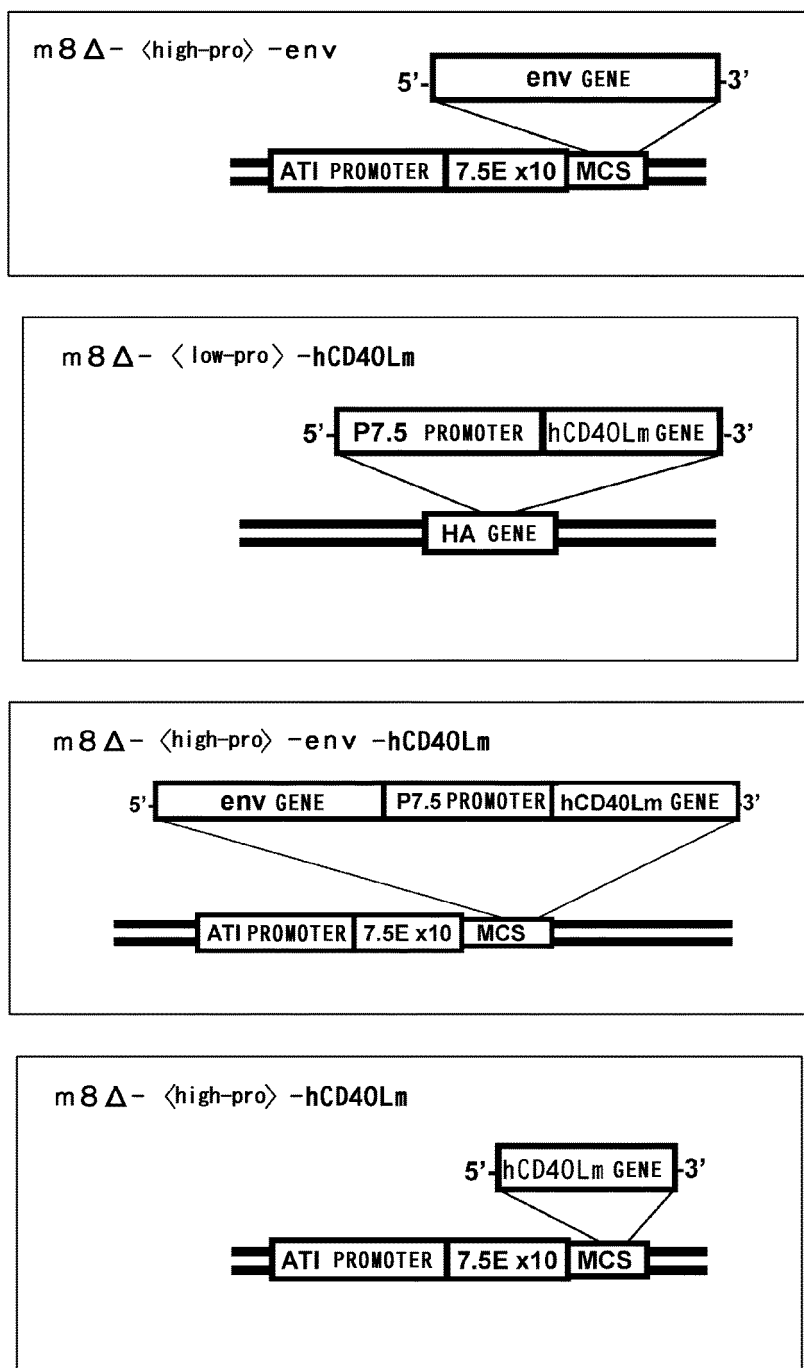 m8Δ- 〈high-pro〉 -env
env GENE
5'- -3'
ATI PROMOTER 7.5E x10 MCS
m8Δ- 〈low-pro〉 -hCD40Lm
5'- P7.5 PROMOTER hCD40Lm GENE -3'
HA GENE
m8Δ- 〈high-pro〉 -env -hCD40Lm
5'- env GENE P7.5 PROMOTER hCD40Lm GENE -3'
ATI PROMOTER 7.5E x10 MCS
m8Δ- 〈high-pro〉 -hCD40Lm
5'- hCD40Lm GENE -3'
ATI PROMOTER 7.5E x10 MCS